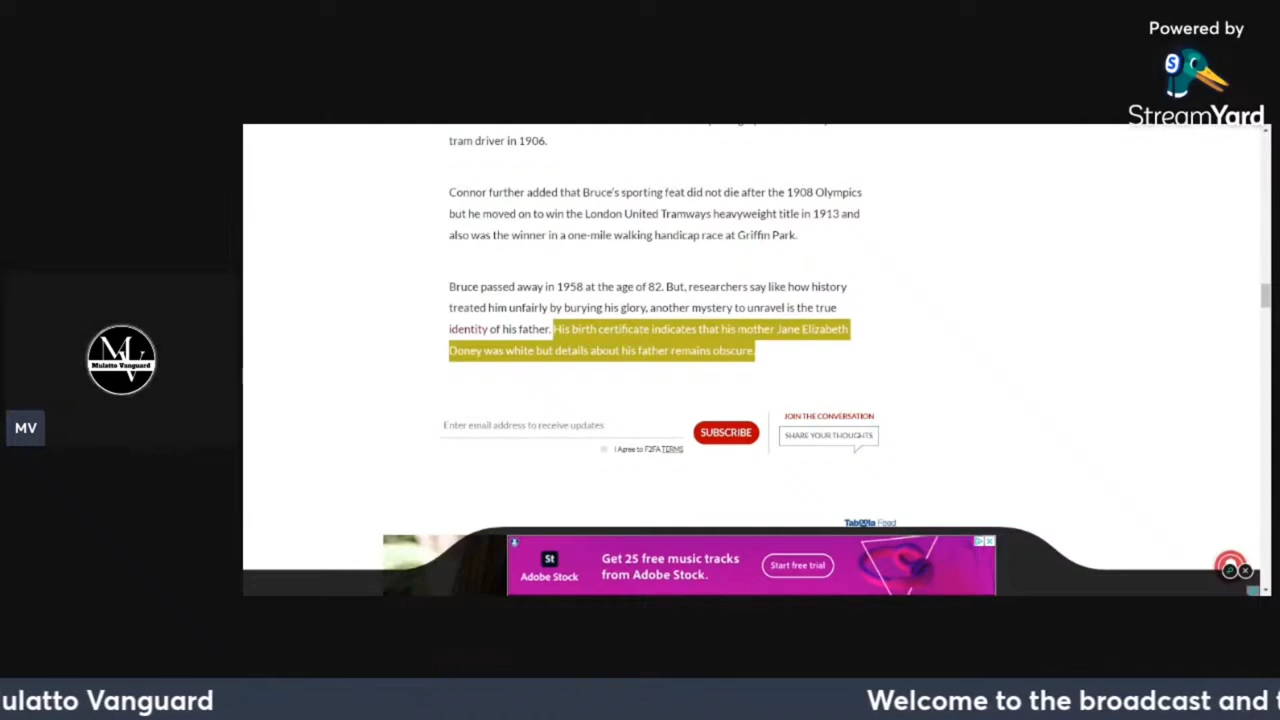 Powered by
StreamYard
tram driver in 1906.
Connor further added that Bruce's sporting feat did not die after the 1908 Olympics
but he moved on to win the London United Tramways heavyweight title in 1913 and
also was the winner in a one-mile walking handicap race at Griffin Park.
Bruce passed away in 1958 at the age of 82. But, researchers say like how history
treated him unfairly by burying his glory, another mystery to unravel is the true
identity of his father. His birth certificate indicates that his mother Jane Elizabeth
Doney was white but details about his father remains obscure.
MV
Mulatto Vanguard
MV
Enter email address to receive updates
SUBSCRIBE
I Agree to F2FA TERMS
JOIN THE CONVERSATION
SHARE YOUR THOUGHTS
Taboola Feed
St
Adobe Stock
Get 25 free music tracks
from Adobe Stock.
Start free trial
ulatto Vanguard
Welcome to the broadcast and t